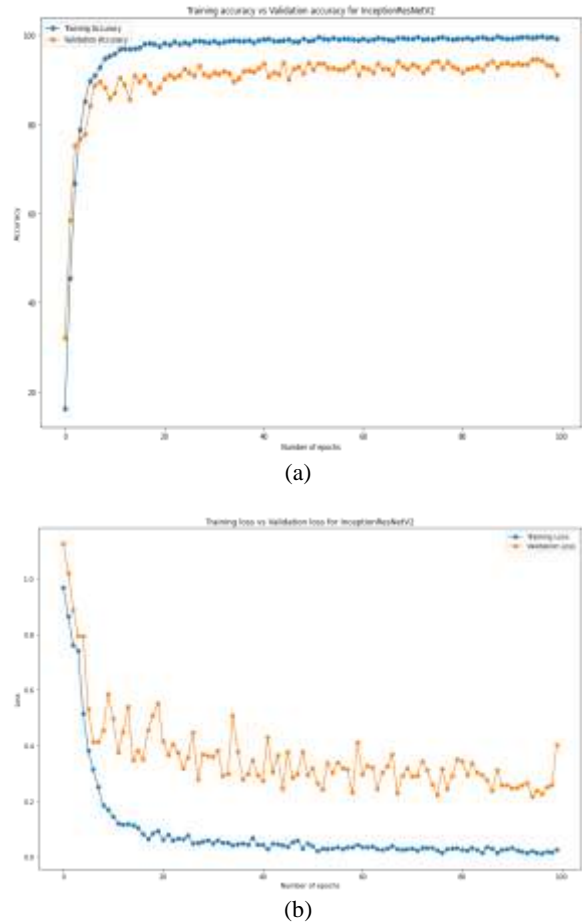 Training accuracy vs Validation accuracy for InceptionResNetV2
Training Accuracy
Validation Accuracy
100
80
60
40
20
Accuracy
0 20 40 60 80 100
Number of epochs
(a)
Training loss vs Validation loss for InceptionResNetV2
Training Loss
Validation Loss
1.0
0.8
0.6
0.4
0.2
0.0
Loss
0 20 40 60 80 100
Number of epochs
(b)